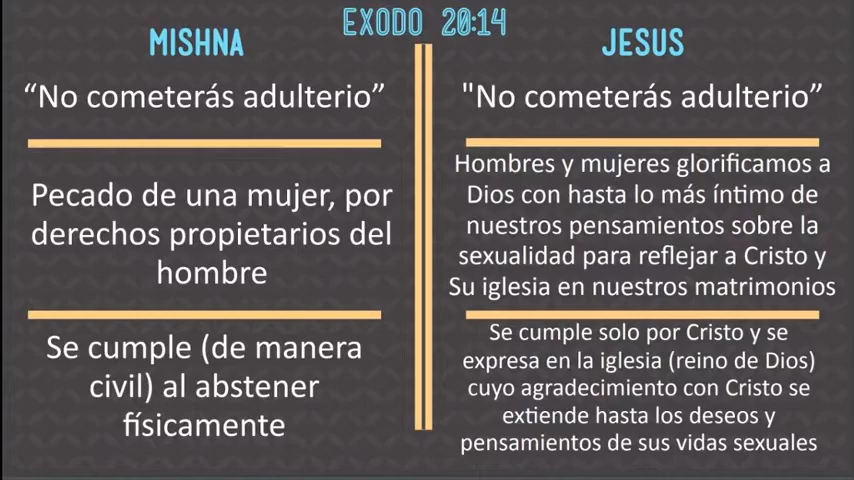 EXODO 20:14
MISHNA
“No cometerás adulterio”
Pecado de una mujer, por
derechos propietarios del
hombre
Se cumple (de manera
civil) al abstener
físicamente
JESUS
"No cometerás adulterio”
Hombres y mujeres glorificamos a
Dios con hasta lo más íntimo de
nuestros pensamientos sobre la
sexualidad para reflejar a Cristo y
Su iglesia en nuestros matrimonios
Se cumple solo por Cristo y se
expresa en la iglesia (reino de Dios)
cuyo agradecimiento con Cristo se
extiende hasta los deseos y
pensamientos de sus vidas sexuales